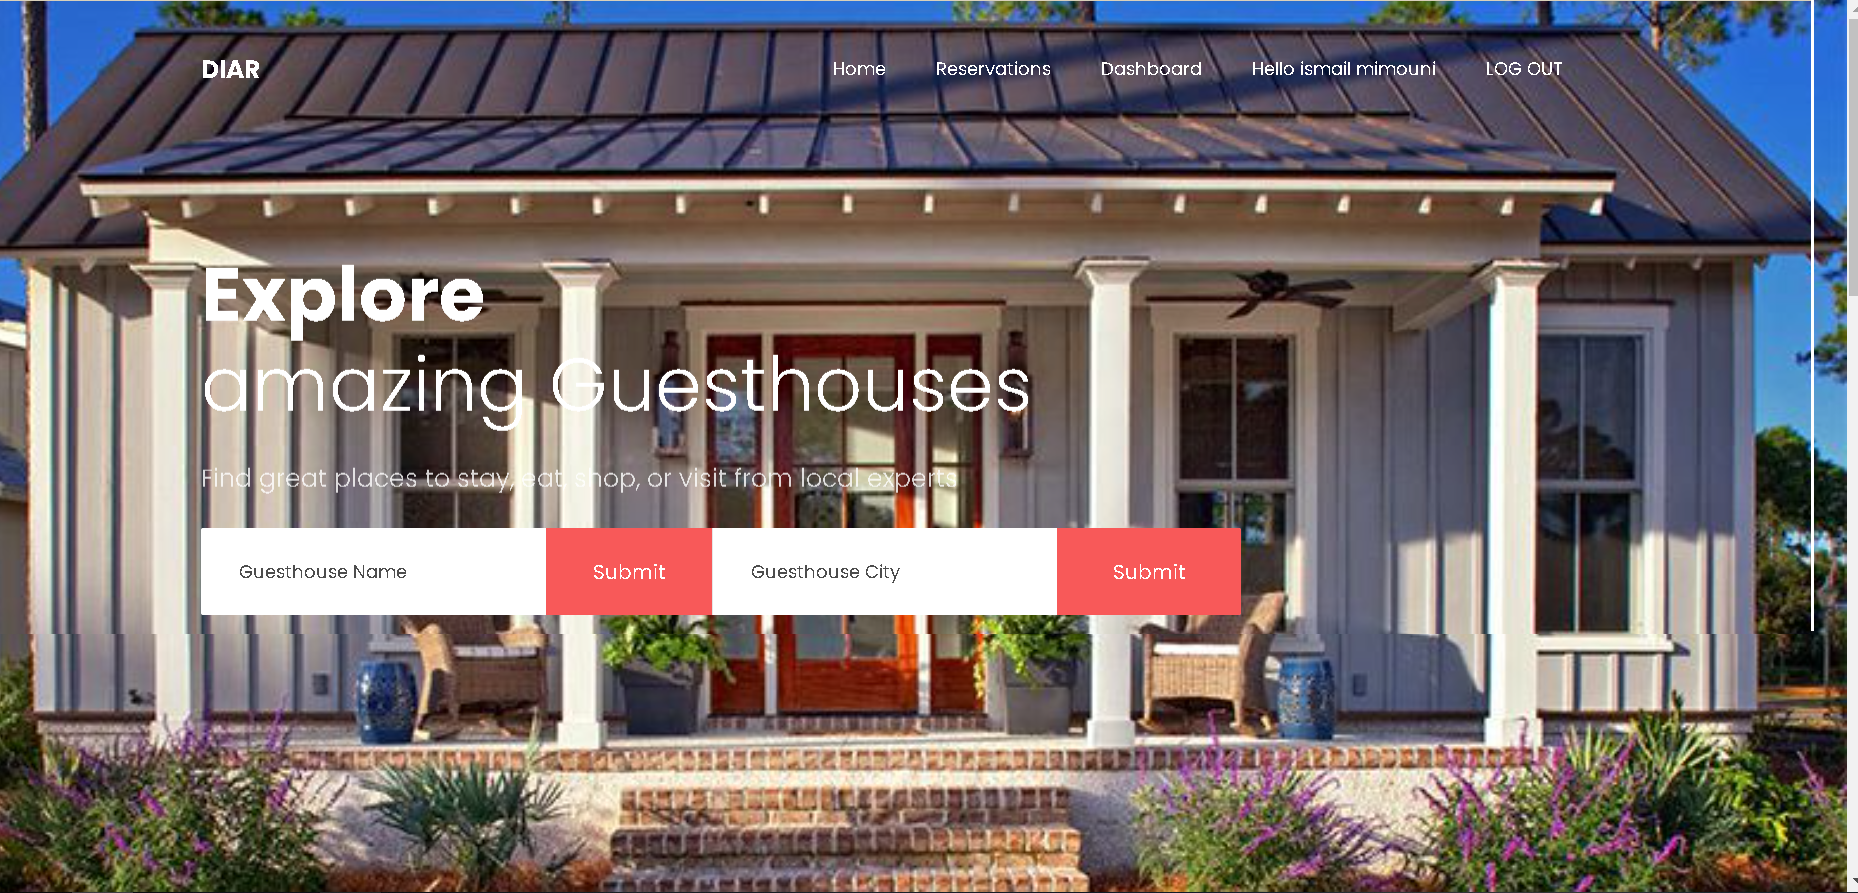 DIAR
Home Reservations Dashboard Hello ismail mimouni LOG OUT
Explore
amazing Guesthouses
Find great places to stay, eat, shop, or visit from local experts
Guesthouse Name Submit Guesthouse City Submit